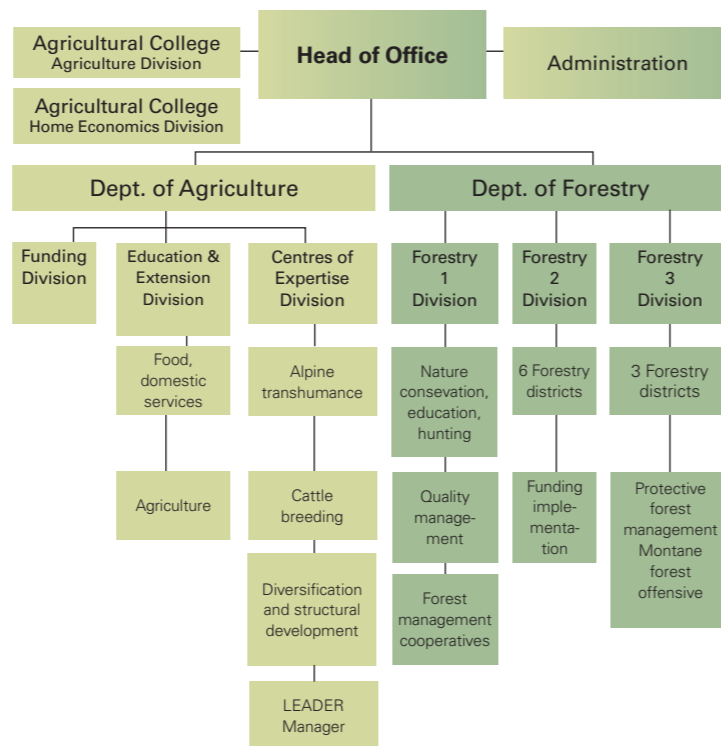 Agricultural College
Agriculture Division
Head of Office
Administration
Agricultural College
Home Economics Division
Dept. of Agriculture
Dept. of Forestry
Funding
Division
Education &
Extension
Division
Centres of
Expertise
Division
Forestry
1
Division
Forestry
2
Division
Forestry
3
Division
Food,
domestic
services
Alpine
transhumance
Nature
consevation,
education,
hunting
6 Forestry
districts
3 Forestry
districts
Agriculture
Cattle
breeding
Quality
manage-
ment
Funding
imple-
menta-
tion
Protective
forest
management
Montane
forest
offensive
Diversification
and structural
development
Forest
management
cooperatives
LEADER
Manager